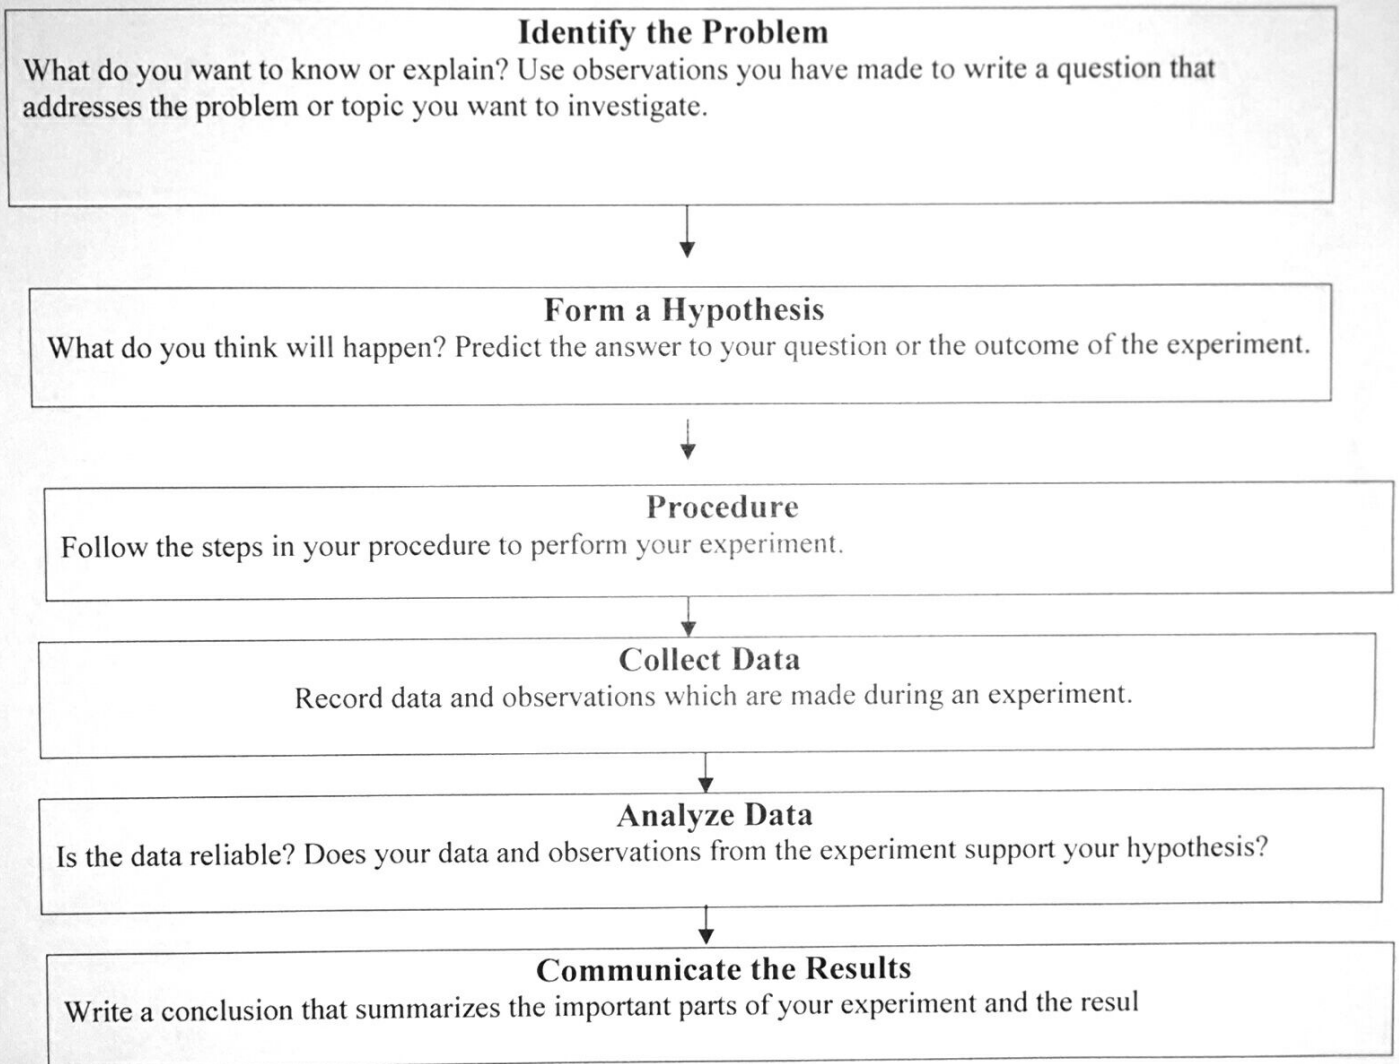 Identify the Problem
What do you want to know or explain? Use observations you have made to write a question that
addresses the problem or topic you want to investigate.
Form a Hypothesis
What do you think will happen? Predict the answer to your question or the outcome of the experiment.
Procedure
Follow the steps in your procedure to perform your experiment.
Collect Data
Record data and observations which are made during an experiment.
Analyze Data
Is the data reliable? Does your data and observations from the experiment support your hypothesis?
Communicate the Results
Write a conclusion that summarizes the important parts of your experiment and the resul